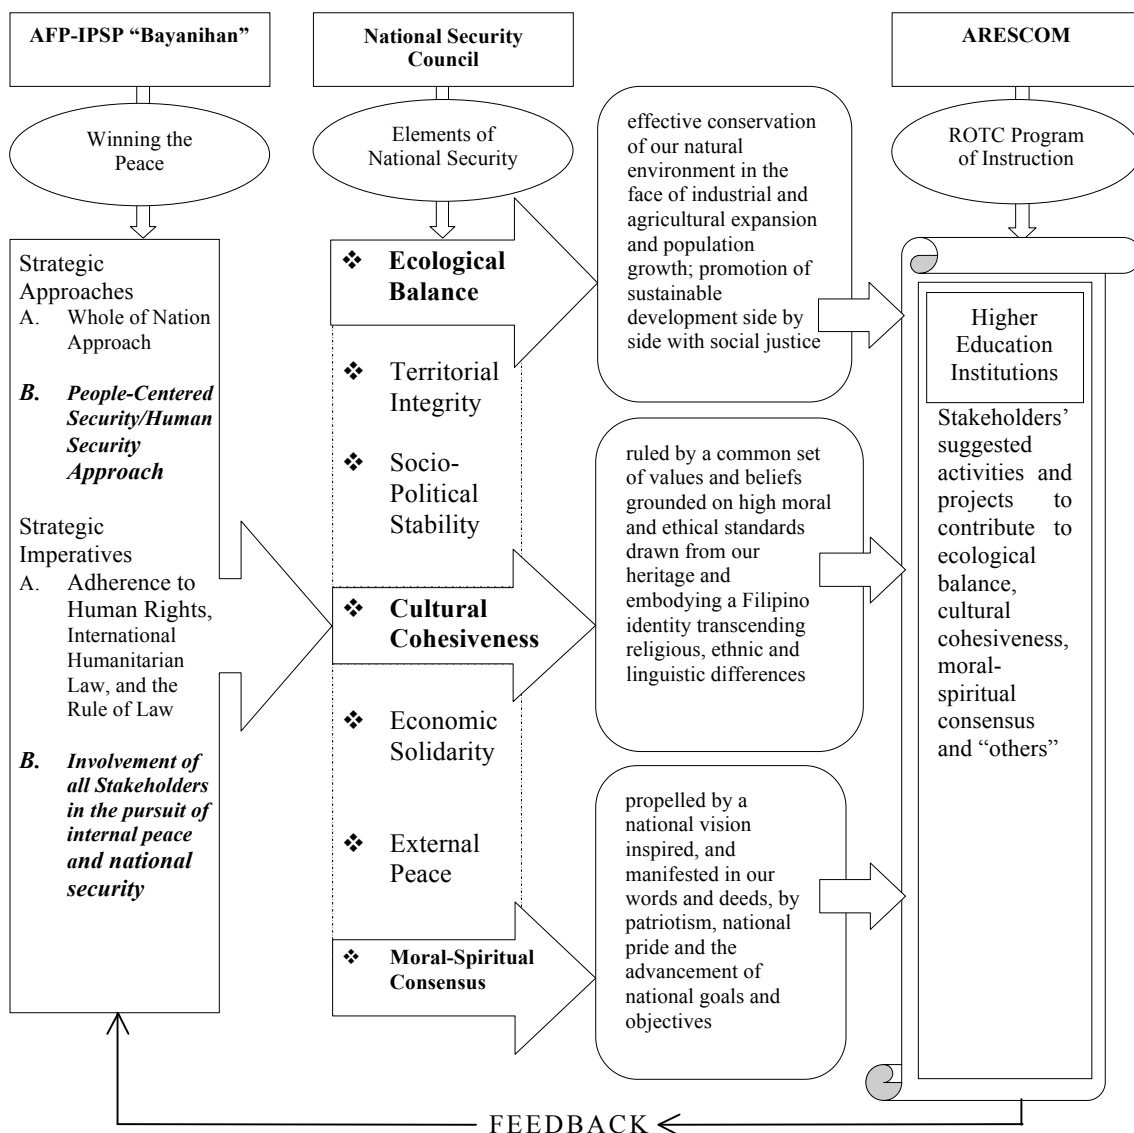 AFP-IPSP “Bayanihan”
Winning the
Peace
Strategic
Approaches
A. Whole of Nation
Approach
B. People-Centered
Security/Human
Security
Approach
Strategic
Imperatives
A. Adherence to
Human Rights,
International
Humanitarian
Law, and the
Rule of Law
B. Involvement of
all Stakeholders
in the pursuit of
internal peace
and national
security
National Security
Council
Elements of
National Security
❖ Ecological
Balance
❖ Territorial
Integrity
❖ Socio-
Political
Stability
❖ Cultural
Cohesiveness
❖ Economic
Solidarity
❖ External
Peace
❖ Moral-Spiritual
Consensus
effective conservation
of our natural
environment in the
face of industrial and
agricultural expansion
and population
growth; promotion of
sustainable
development side by
side with social justice
ruled by a common set
of values and beliefs
grounded on high moral
and ethical standards
drawn from our
heritage and
embodying a Filipino
identity transcending
religious, ethnic and
linguistic differences
propelled by a
national vision
inspired, and
manifested in our
words and deeds, by
patriotism, national
pride and the
advancement of
national goals and
objectives
ARESCOM
ROTC Program
of Instruction
Higher
Education
Institutions
Stakeholders’
suggested
activities and
projects to
contribute to
ecological
balance,
cultural
cohesiveness,
moral-
spiritual
consensus
and “others”
FEEDBACK